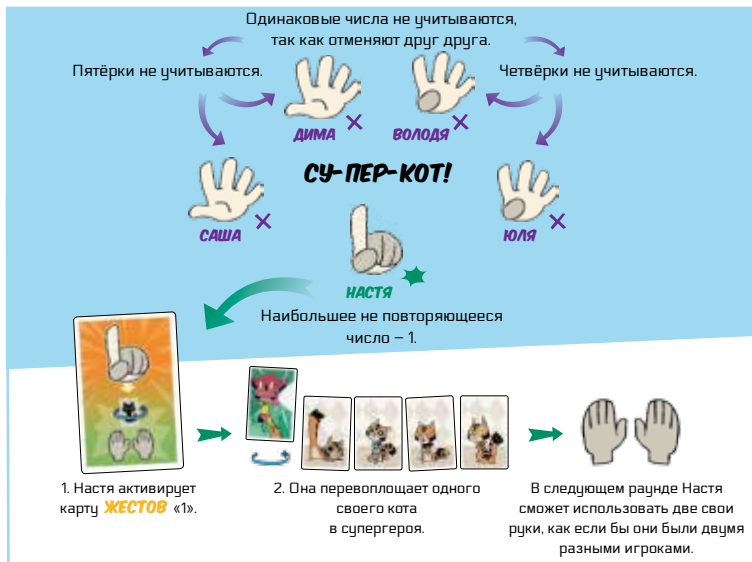 Одинаковые числа не учитываются,
так как отменяют друг друга.
Пятёрки не учитываются.
Четвёрки не учитываются.
ДИМА
ВОЛОДЯ
СУ-ПЕР-КОТ!
САША
ЮЛЯ
НАСТЯ
Наибольшее не повторяющееся
число – 1.
1. Настя активирует
карту ЖЕСТОВ «1».
2. Она перевоплощает одного
своего кота
в супергероя.
В следующем раунде Настя
сможет использовать две свои
руки, как если бы они были двумя
разными игроками.